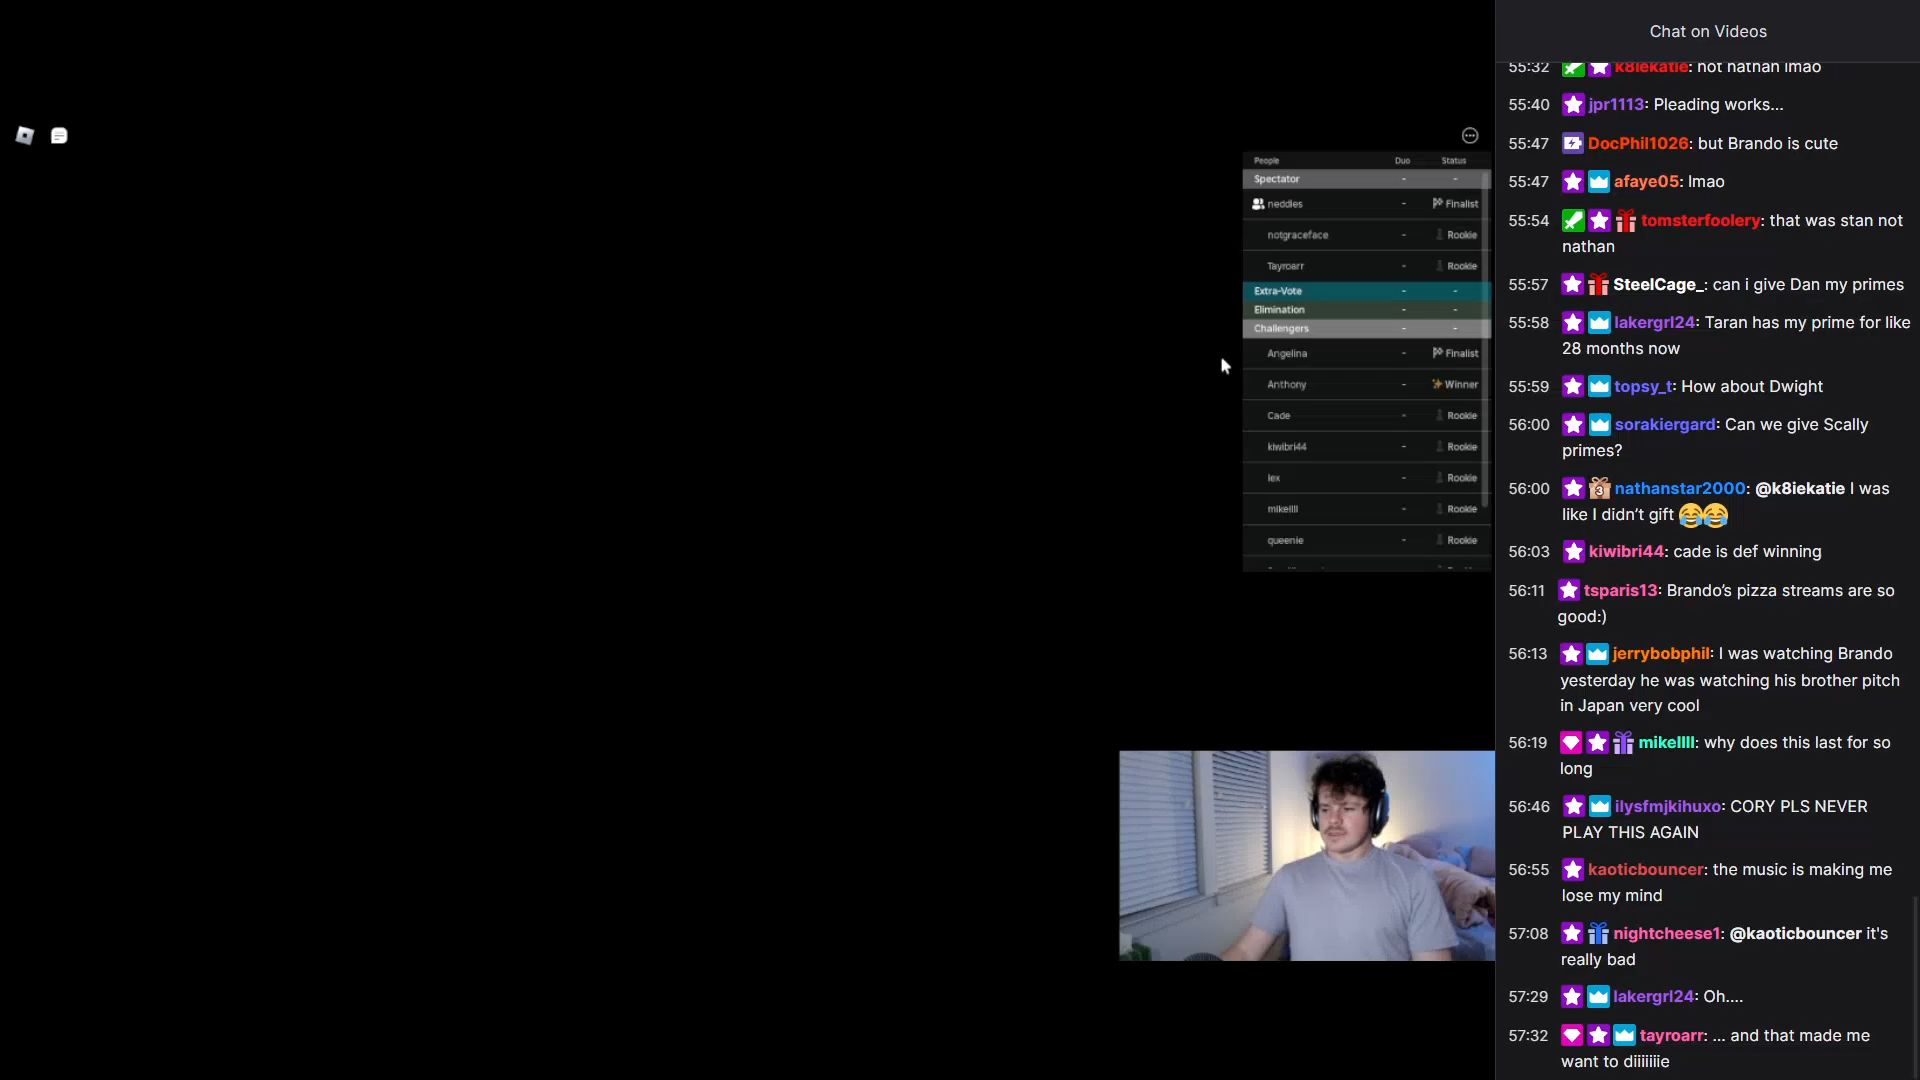 People Duo Status
Spectator - -
neddles - Finalist
notgraceface - Rookie
Tayroarr - Rookie
Extra-Vote - -
Elimination - -
Challengers - -
Angelina - Finalist
Anthony - Winner
Cade - Rookie
kiwibri44 - Rookie
lex - Rookie
mikellll - Rookie
queenie - Rookie
Chat on Videos
55:32 k8iekatie: not nathan lmao
55:40 jpr1113: Pleading works...
55:47 DocPhil1026: but Brando is cute
55:47 afaye05: lmao
55:54 tomsterfoolery: that was stan not
nathan
55:57 SteelCage_: can i give Dan my primes
55:58 lakergrl24: Taran has my prime for like
28 months now
55:59 topsy_t: How about Dwight
56:00 sorakiergard: Can we give Scally
primes?
56:00 nathanstar2000: @k8iekatie I was
like I didn’t gift 😂😂
56:03 kiwibri44: cade is def winning
56:11 tsparis13: Brando’s pizza streams are so
good:)
56:13 jerrybobphil: I was watching Brando
yesterday he was watching his brother pitch
in Japan very cool
56:19 mikellll: why does this last for so
long
56:46 ilysfmjkihuxo: CORY PLS NEVER
PLAY THIS AGAIN
56:55 kaoticbouncer: the music is making me
lose my mind
57:08 nightcheese1: @kaoticbouncer it's
really bad
57:29 lakergrl24: Oh....
57:32 tayroarr: ... and that made me
want to diiiiiiie